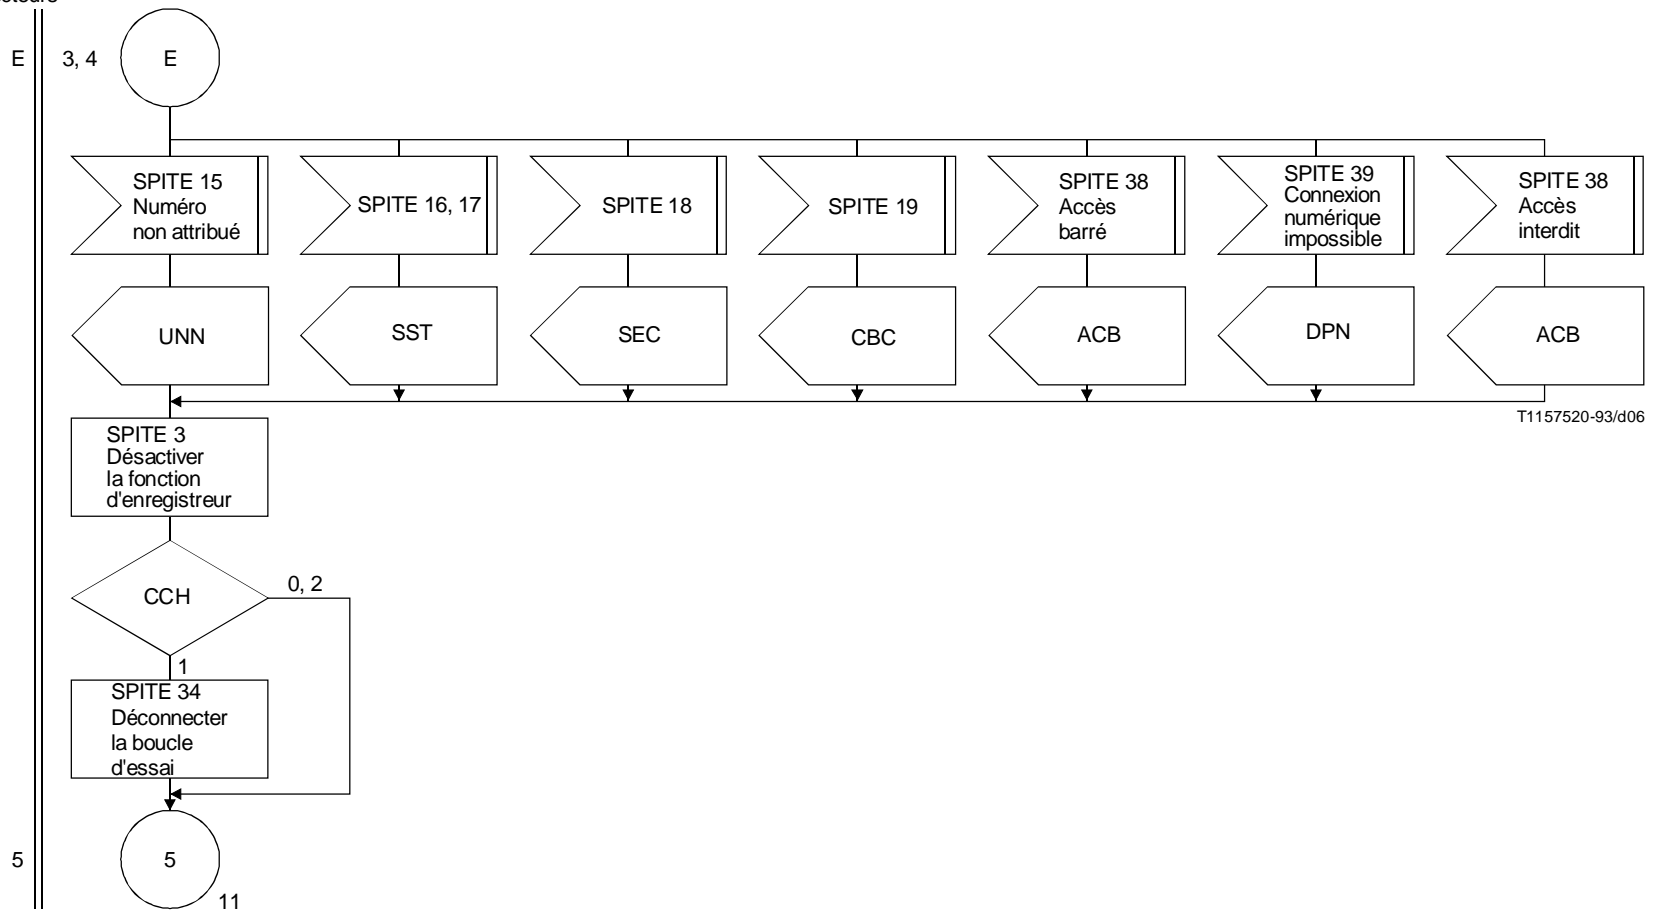 E
3, 4
E
SPITE 15
Numéro
non attribué
SPITE 16, 17
SPITE 18
SPITE 19
SPITE 38
Accès
barré
SPITE 39
Connexion
numérique
impossible
SPITE 38
Accès
interdit
UNN
SST
SEC
CBC
ACB
DPN
ACB
T1157520-93/d06
SPITE 3
Désactiver
la fonction
d'enregistreur
CCH
0, 2
1
SPITE 34
Déconnecter
la boucle
d'essai
5
5
11